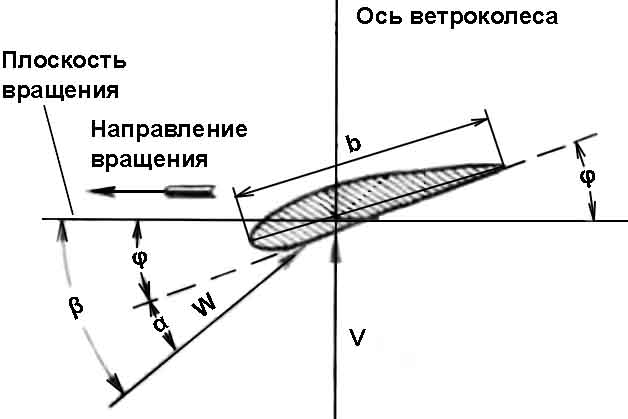 Ось ветроколеса
Плоскость
вращения
Направление
вращения
b
φ
φ
β
W
α
V